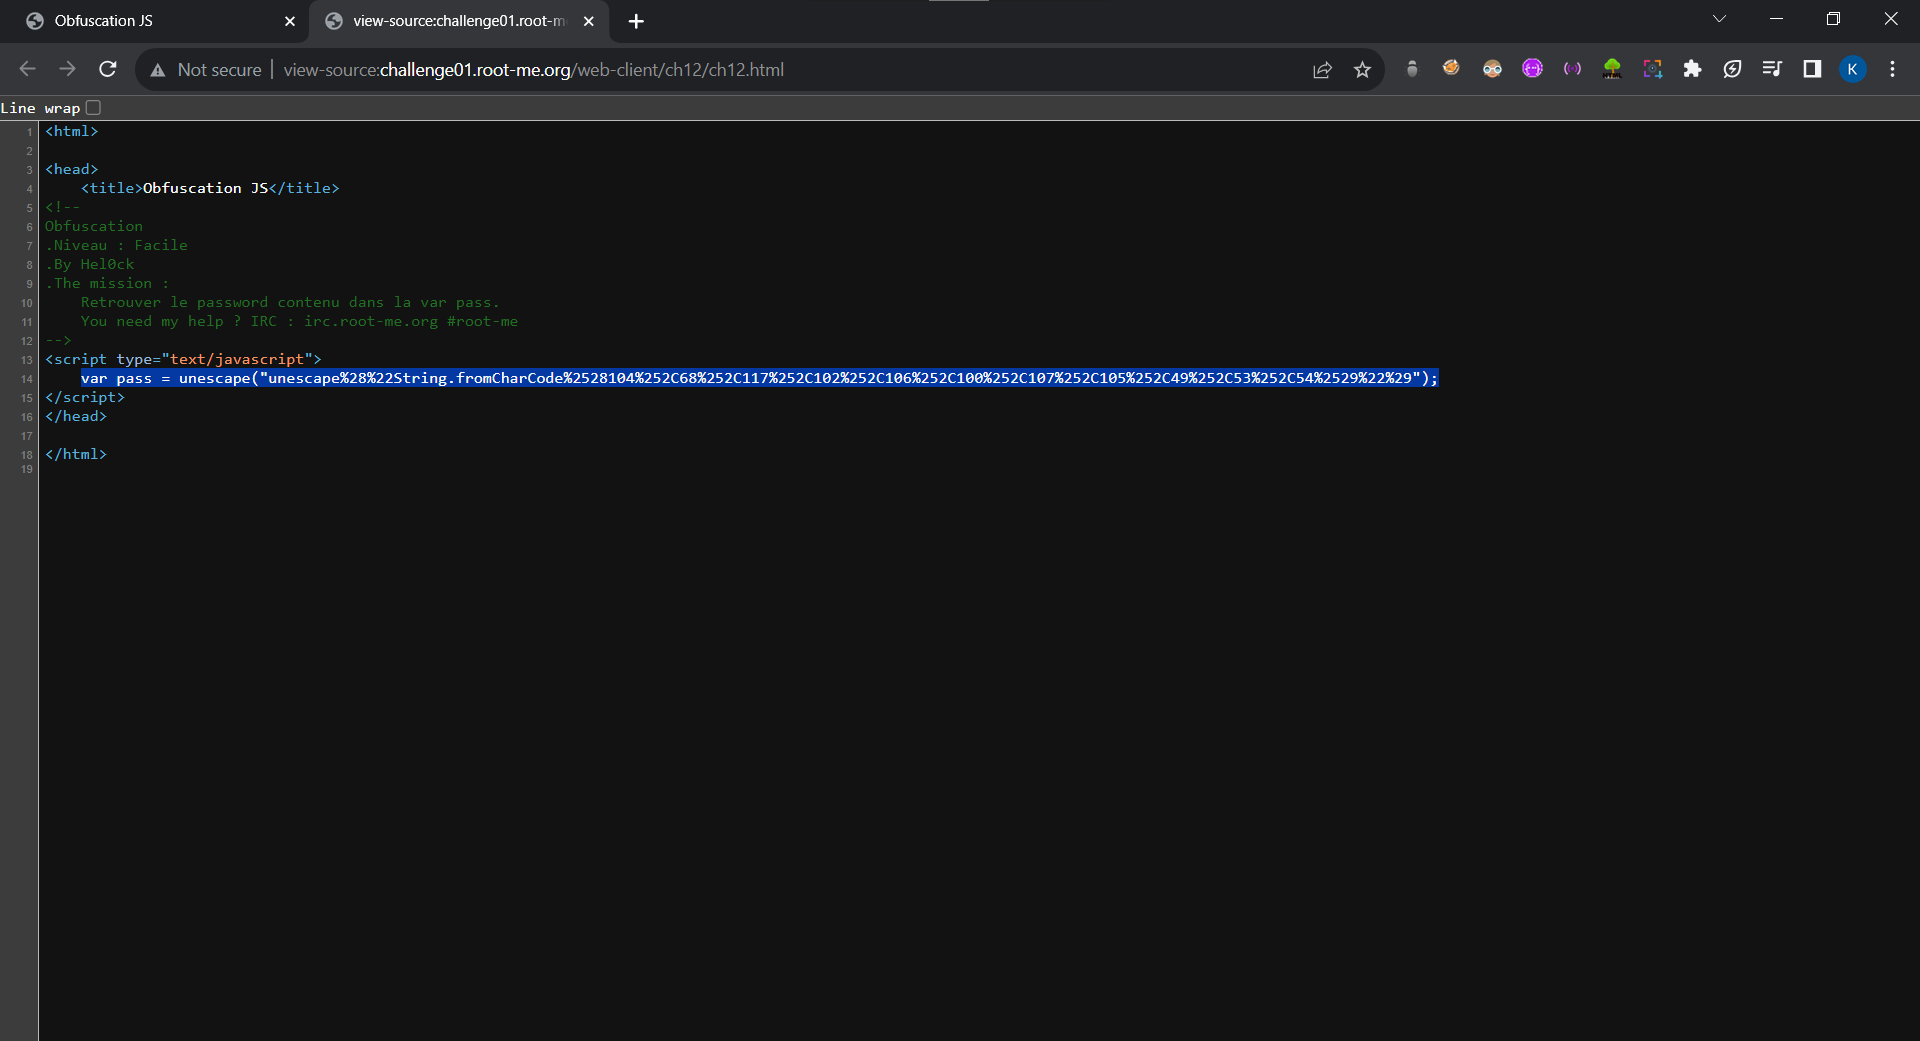 Obfuscation JS
view-source:challenge01.root-m
Not secure
view-source:challenge01.root-me.org/web-client/ch12/ch12.html
K
Line wrap
1 <html>
2
3 <head>
4 <title>Obfuscation JS</title>
5 <!--
6 Obfuscation
7 .Niveau : Facile
8 .By Hel0ck
9 .The mission :
10 Retrouver le password contenu dans la var pass.
11 You need my help ? IRC : irc.root-me.org #root-me
12 -->
13 <script type="text/javascript">
14 var pass = unescape("unescape%28%22String.fromCharCode%2528104%252C68%252C117%252C102%252C106%252C100%252C107%252C105%252C49%252C53%252C54%2529%22%29");
15 </script>
16 </head>
17
18 </html>
19